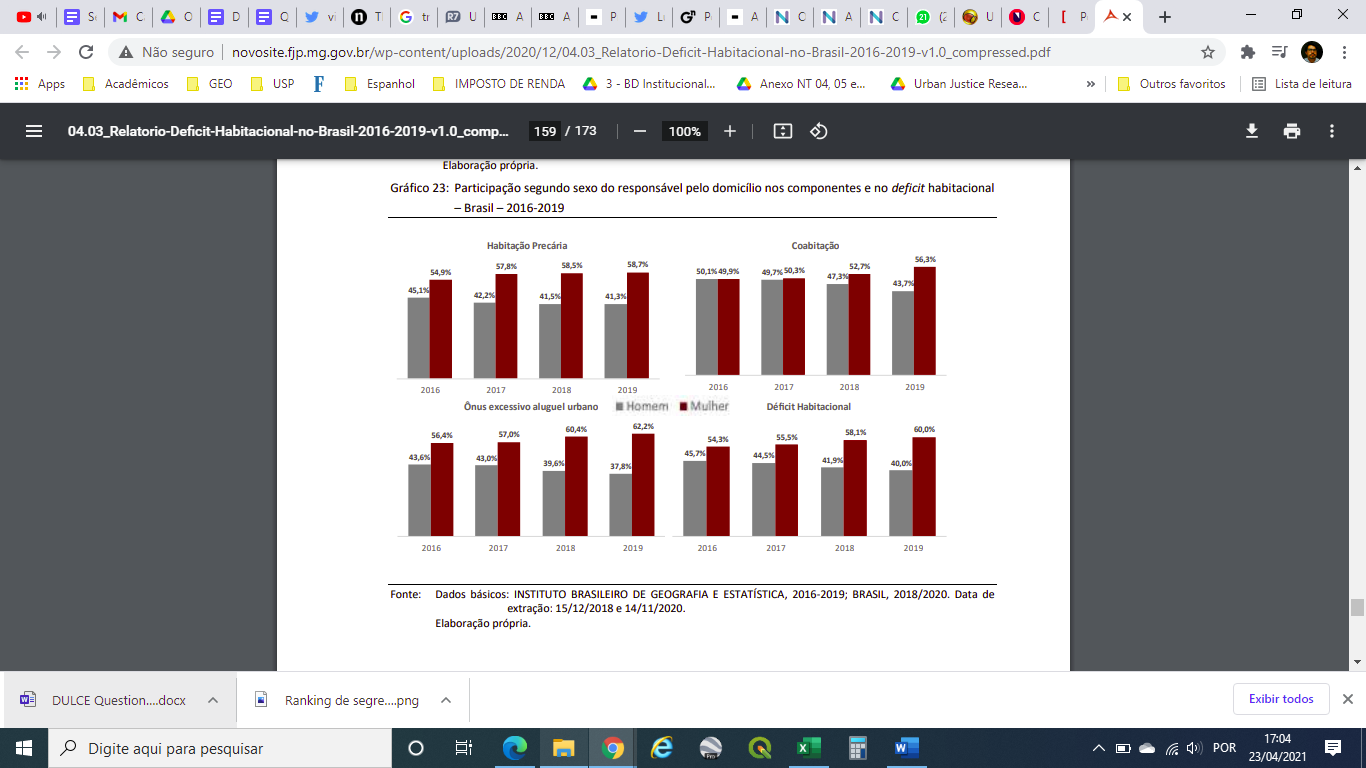 Não seguro
novosite.fjp.mg.gov.br/wp-content/uploads/2020/12/04.03_Relatorio-Deficit-Habitacional-no-Brasil-2016-2019-v1.0_compressed.pdf
Apps Acadêmicos GEO USP F Espanhol IMPOSTO DE RENDA 3 - BD Institucional... Anexo NT 04, 05 e... Urban Justice Resea... » Outros favoritos Lista de leitura
04.03_Relatorio-Deficit-Habitacional-no-Brasil-2016-2019-v1.0_comp... 159 / 173 100%
Elaboração própria.
Gráfico 23: Participação segundo sexo do responsável pelo domicílio nos componentes e no deficit habitacional
– Brasil – 2016-2019
Habitação Precária
45,1% 54,9% 42,2% 57,8% 41,5% 58,5% 41,3% 58,7%
2016 2017 2018 2019
Coabitação
50,1% 49,9% 49,7% 50,3% 47,3% 52,7% 43,7% 56,3%
2016 2017 2018 2019
Homem Mulher
Ônus excessivo aluguel urbano
43,6% 56,4% 43,0% 57,0% 39,6% 60,4% 37,8% 62,2%
2016 2017 2018 2019
Déficit Habitacional
45,7% 54,3% 44,5% 55,5% 41,9% 58,1% 40,0% 60,0%
2016 2017 2018 2019
Fonte: Dados básicos: INSTITUTO BRASILEIRO DE GEOGRAFIA E ESTATÍSTICA, 2016-2019; BRASIL, 2018/2020. Data de
extração: 15/12/2018 e 14/11/2020.
Elaboração própria.
DULCE Question....docx Ranking de segre....png Exibir todos
Digite aqui para pesquisar
POR
17:04
23/04/2021